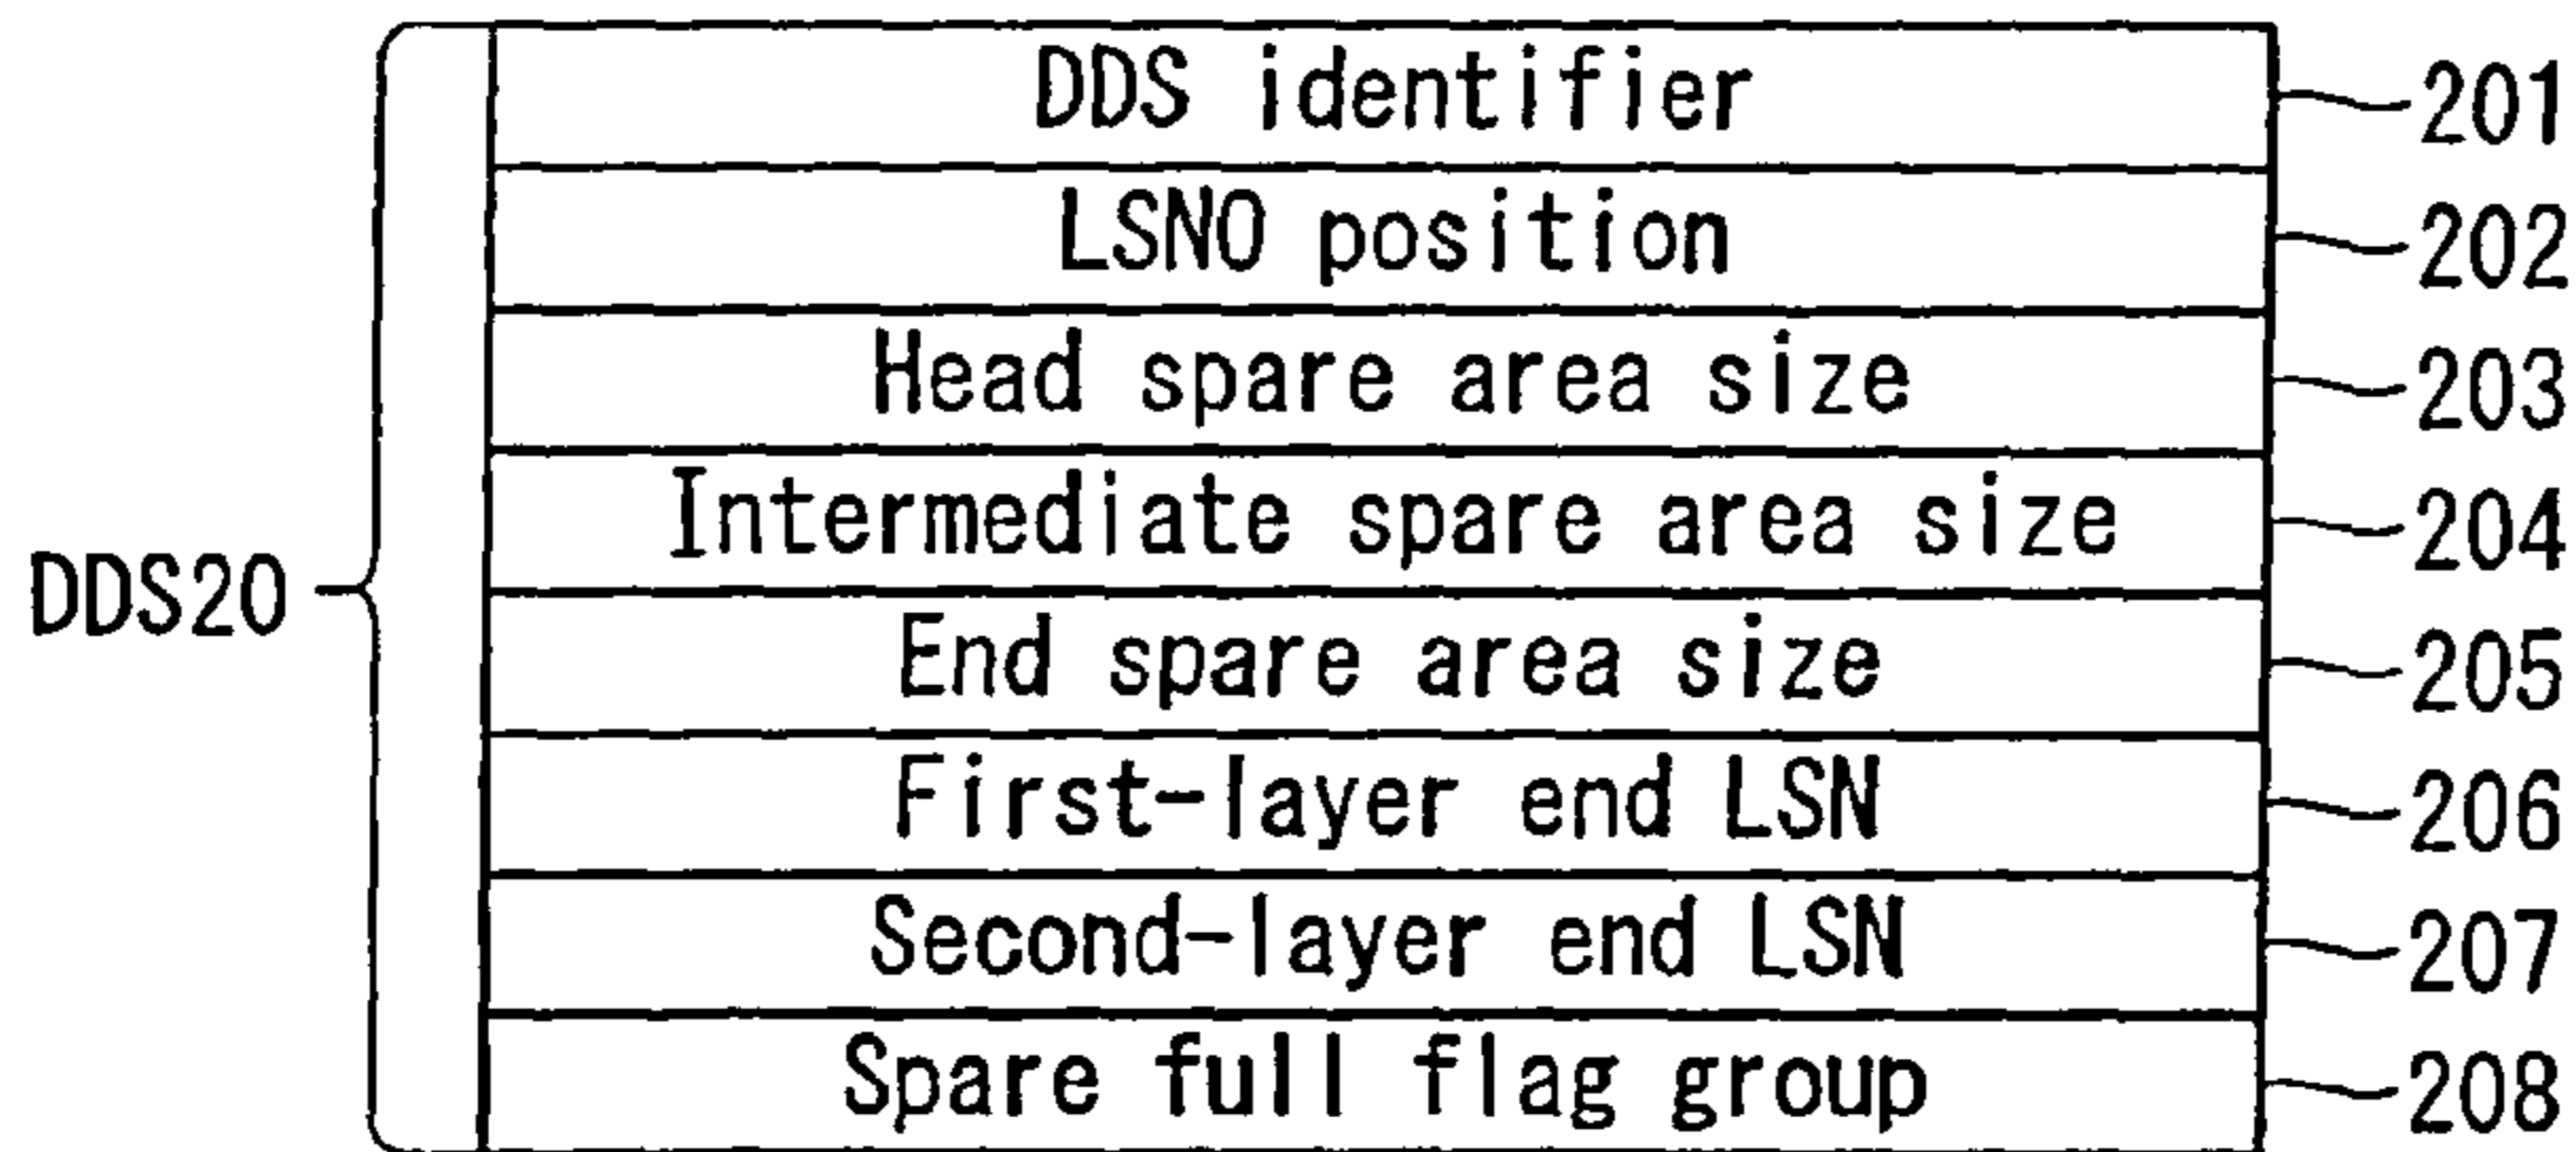 DDS identifier 201
LSN0 position 202
Head spare area size 203
Intermediate spare area size 204
DDS20
End spare area size 205
First-layer end LSN 206
Second-layer end LSN 207
Spare full flag group 208